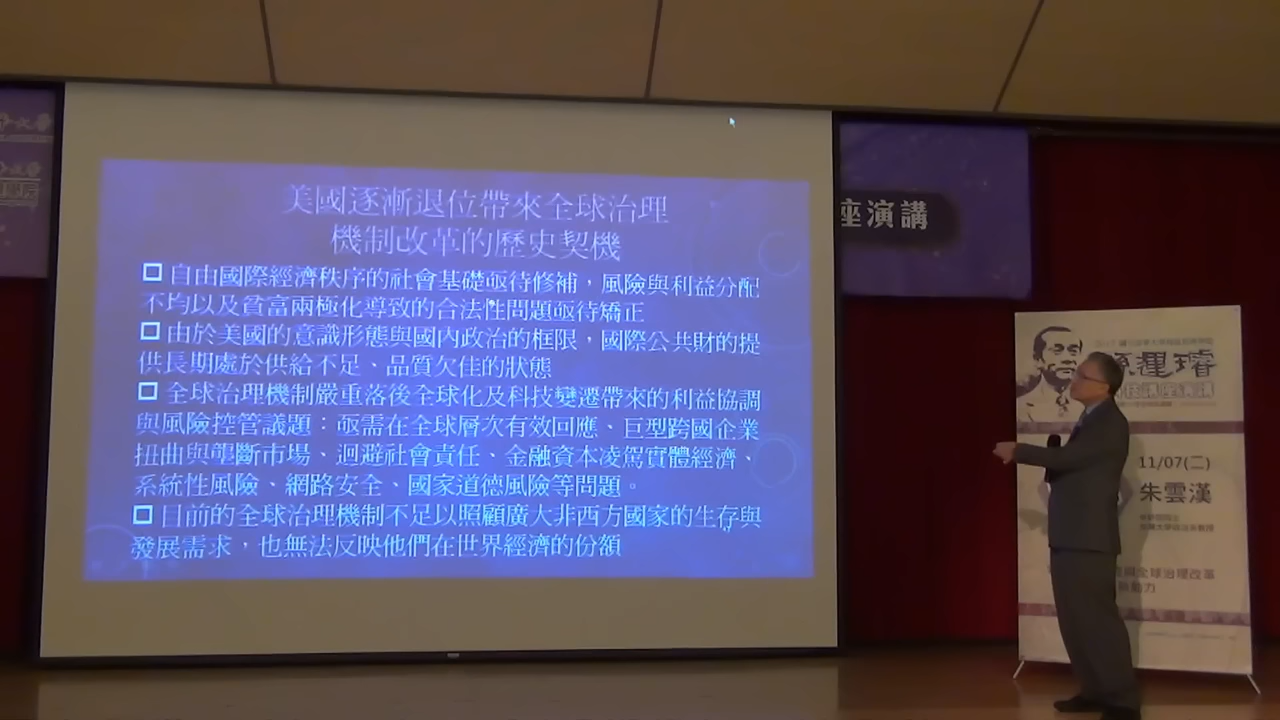 美國逐漸退位帶來全球治理
機制改革的歷史契機
自由國際經濟秩序的社會基礎亟待修補，風險與利益分配
不均以及貧富兩極化導致的合法性問題亟待矯正
由於美國的意識形態與國內政治的框限，國際公共財的提
供長期處於供給不足、品質欠佳的狀態
全球治理機制嚴重落後全球化及科技變遷帶來的利益協調
與風險控管議題：亟需在全球層次有效回應、巨型跨國企業
扭曲與壟斷市場、迴避社會責任、金融資本凌駕實體經濟、
系統性風險、網路安全、國家道德風險等問題。
目前的全球治理機制不足以照顧廣大非西方國家的生存與
發展需求，也無法反映他們在世界經濟的份額
座演講
講座演講
11/07(二)
朱雲漢
全球治理改革
動力